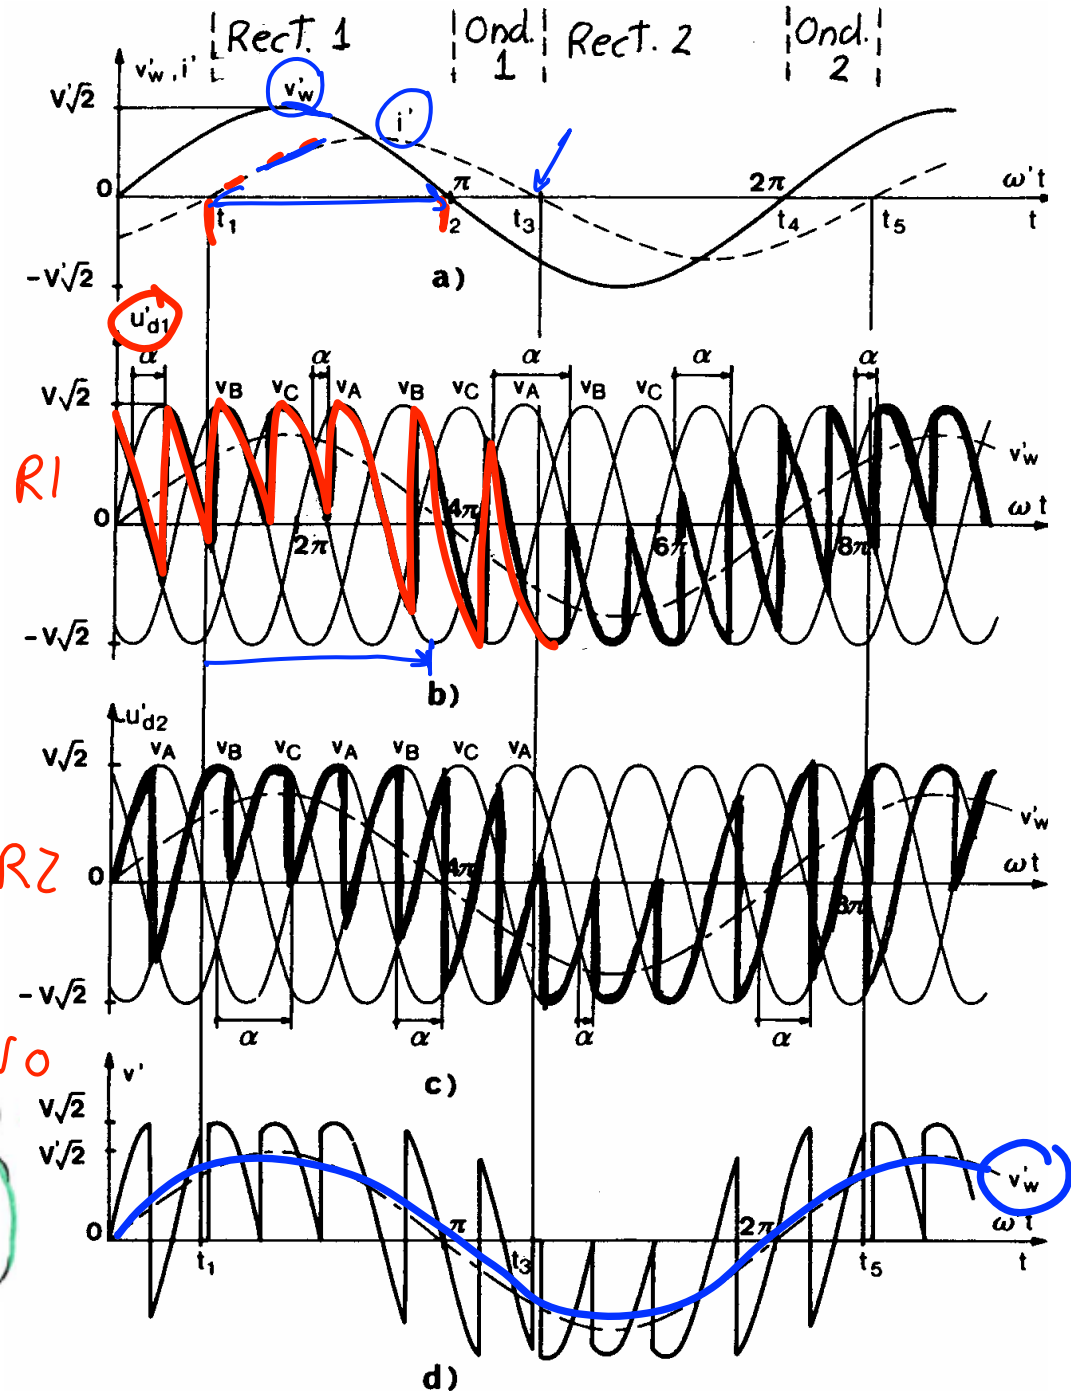 Rect. 1 Ond. 1 Rect. 2 Ond. 2
v'w, i'
V'√2
v'w
i'
0 π 2π ω't
t1 2 t3 t4 t5 t
-V'√2
a)
u'd1
α α α α α
V√2 vB vC vA vB vC vA vB vC
R1
v'w
0 2π 4π 6π 8π ωt
-V√2
b)
u'd2
V√2 vA vB vC vA vB vC vA
v'w
R2
0 4π 8π ωt
-V√2
α α α α
c)
v'
V√2
V'√2
v'w
0 π 2π ωt
t1 t3 t5 t
d)